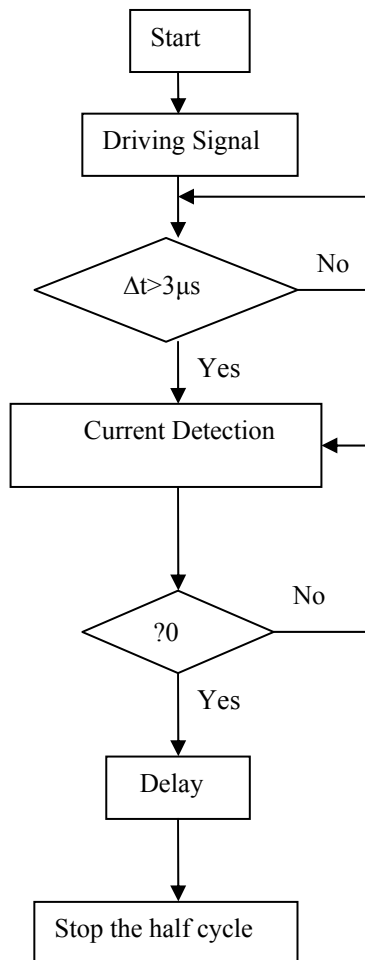 Start
Driving Signal
Δt>3μs
No
Yes
Current Detection
?0
No
Yes
Delay
Stop the half cycle